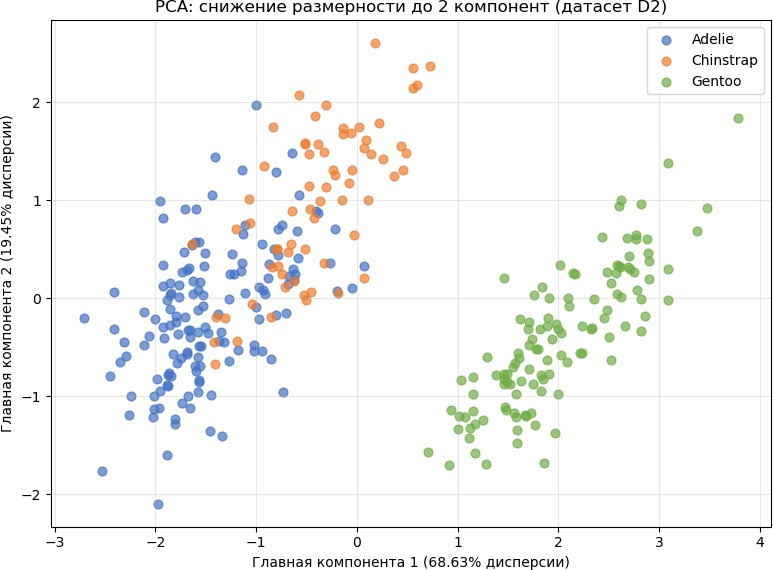 PCA: снижение размерности до 2 компонент (датасет D2)
Adelie
Chinstrap
Gentoo
Главная компонента 2 (19.45% дисперсии)
2
1
0
−1
−2
−3
−2
−1
0
1
2
3
4
Главная компонента 1 (68.63% дисперсии)